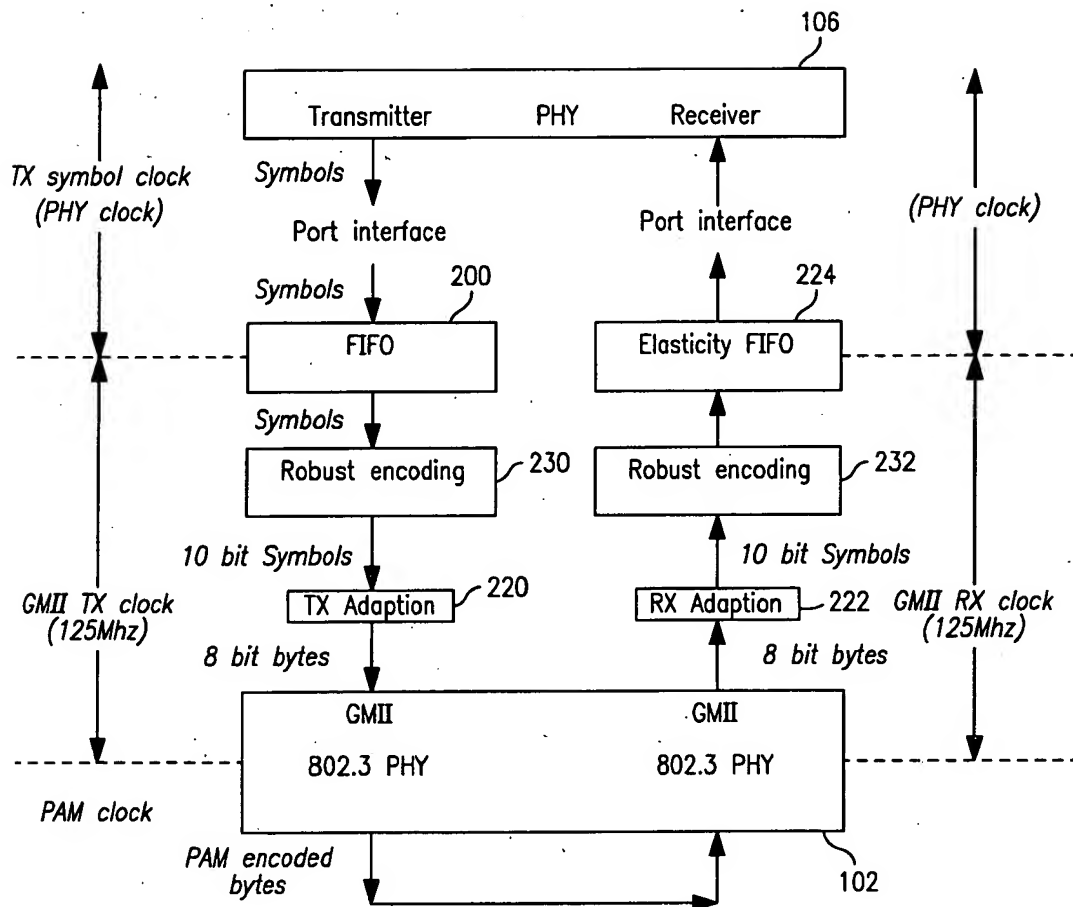 106
Transmitter PHY Receiver
TX symbol clock
(PHY clock)
Symbols
Port interface
Symbols
200
FIFO
Port interface
224
Elasticity FIFO
(PHY clock)
Symbols
Robust encoding
230
Robust encoding
232
10 bit Symbols
10 bit Symbols
GMII TX clock
(125Mhz)
TX Adaption
220
RX Adaption
222
GMII RX clock
(125Mhz)
8 bit bytes
8 bit bytes
GMII
GMII
802.3 PHY
802.3 PHY
PAM clock
PAM encoded
bytes
102